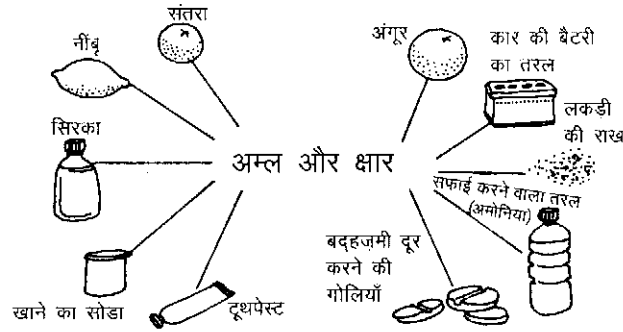 संतरा
नींबू
सिरका
खाने का सोडा
टूथपेस्ट
अम्ल और क्षार
अंगूर
कार की बैटरी
का तरल
लकड़ी
की राख
सफाई करने वाला तरल
(अमोनिया)
बदहज़मी दूर
करने की
गोलियाँ